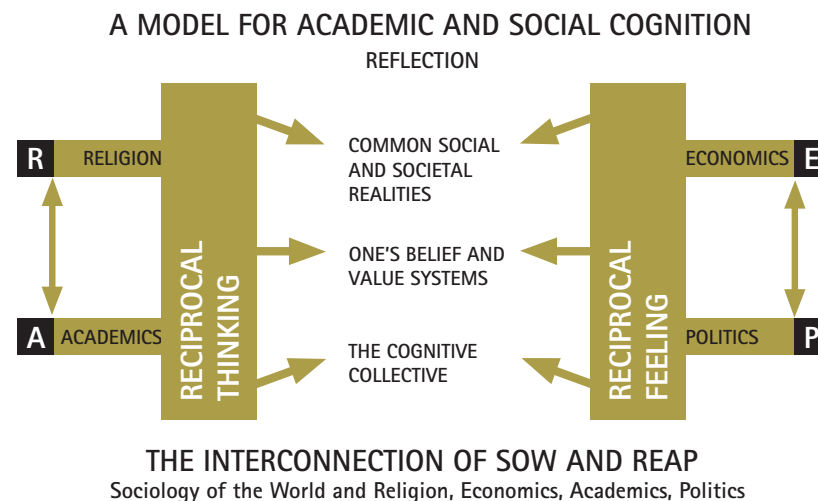 A MODEL FOR ACADEMIC AND SOCIAL COGNITION
REFLECTION
R RELIGION
A ACADEMICS
RECIPROCAL
THINKING
COMMON SOCIAL
AND SOCIETAL
REALITIES
ONE'S BELIEF AND
VALUE SYSTEMS
THE COGNITIVE
COLLECTIVE
RECIPROCAL
FEELING
ECONOMICS E
POLITICS P
THE INTERCONNECTION OF SOW AND REAP
Sociology of the World and Religion, Economics, Academics, Politics